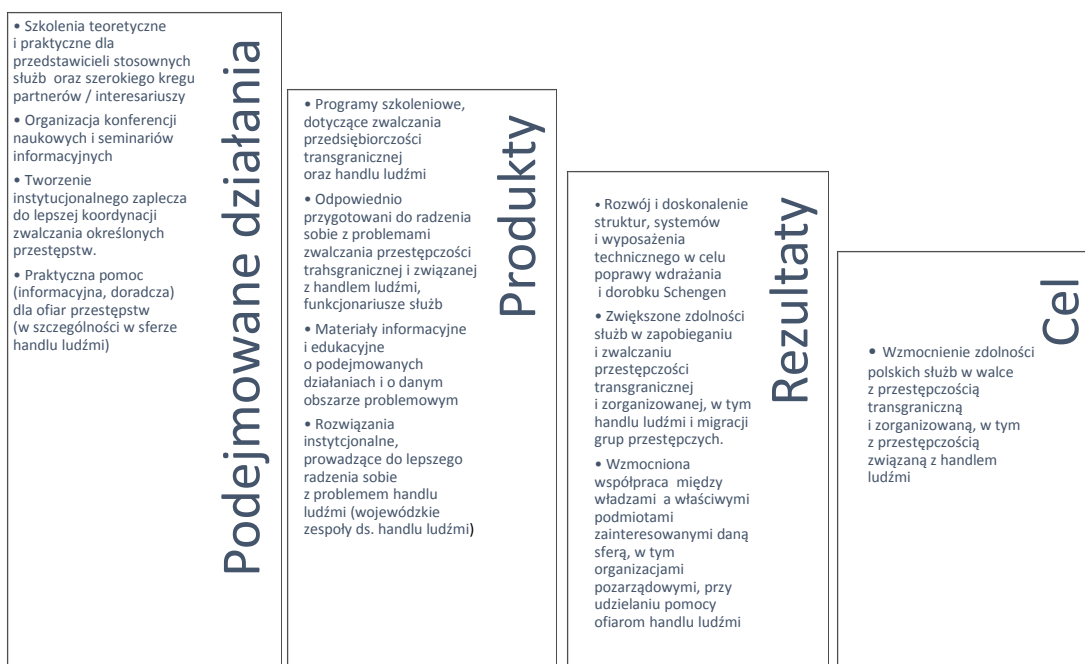 • Szkolenia teoretyczne
i praktyczne dla
przedstawicieli stosownych
służb  oraz szerokiego kręgu
partnerów / interesariuszy
• Organizacja konferencji
naukowych i seminariów
informacyjnych
• Tworzenie
instytucjonalnego zaplecza
do lepszej koordynacji
zwalczania określonych
przestępstw.
• Praktyczna pomoc
(informacyjna, doradcza)
dla ofiar przestępstw
(w szczególności w sferze
handlu ludźmi)
Podejmowane działania
• Programy szkoleniowe,
dotyczące zwalczania
przedsiębiorczości
transgranicznej
oraz handlu ludźmi
• Odpowiednio
przygotowani do radzenia
sobie z problemami
zwalczania przestępczości
trahsgranicznej i związanej
z handlem ludźmi,
funkcjonariusze służb
• Materiały informacyjne
i edukacyjne
o podejmowanych
działaniach i o danym
obszarze problemowym
• Rozwiązania
instytcjonalne,
prowadzące do lepszego
radzenia sobie
z problemem handlu
ludźmi (wojewódzkie
zespoły ds. handlu ludźmi)
Produkty
• Rozwój i doskonalenie
struktur, systemów
i wyposażenia
technicznego w celu
poprawy wdrażania
i dorobku Schengen
• Zwiększone zdolności
służb w zapobieganiu
i zwalczaniu
przestępczości
transgranicznej
i zorganizowanej, w tym
handlu ludźmi i migracji
grup przestępczych.
• Wzmocniona
współpraca  między
władzami  a właściwymi
podmiotami
zainteresowanymi daną
sferą, w tym
organizacjami
pozarządowymi, przy
udzielaniu pomocy
ofiarom handlu ludźmi
Rezultaty
• Wzmocnienie zdolności
polskich służb w walce
z przestępczością
transgraniczną
i zorganizowaną, w tym
z przestępczością
związaną z handlem
ludźmi
Cel